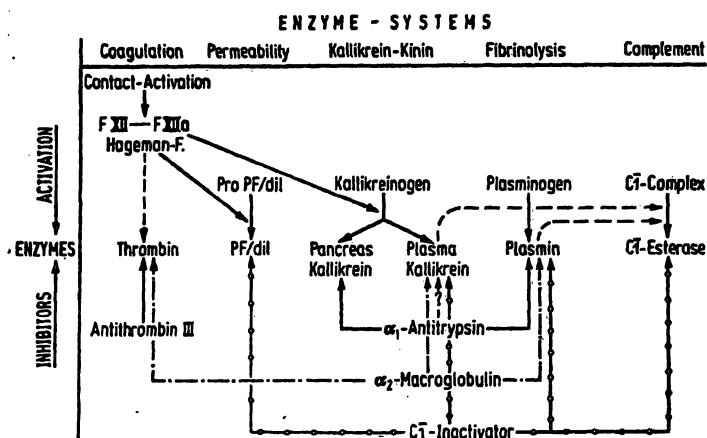 ENZYME - SYSTEMS
Coagulation Permeability Kallikrein-Kinin Fibrinolysis Complement
Contact-Activation
F XII — F XIIa
Hageman-F.
ACTIVATION
Pro PF/dil Kallikreinogen Plasminogen C1̅-Complex
ENZYMES Thrombin PF/dil Pancreas Plasma Plasmin C1̅-Esterase
Kallikrein Kallikrein
?
INHIBITORS
Antithrombin III α₁-Antitrypsin
α₂-Macroglobulin
C1̅-Inactivator